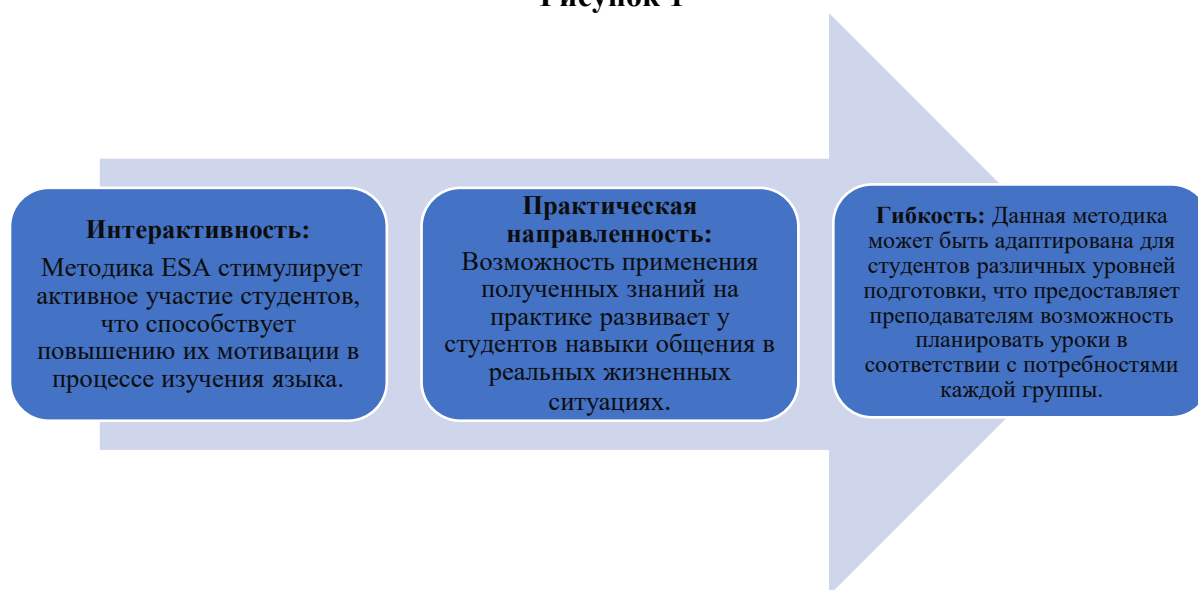 Рисунок 1
Интерактивность:
Методика ESA стимулирует
активное участие студентов,
что способствует
повышению их мотивации в
процессе изучения языка.
Практическая
направленность:
Возможность применения
полученных знаний на
практике развивает у
студентов навыки общения в
реальных жизненных
ситуациях.
Гибкость: Данная методика
может быть адаптирована для
студентов различных уровней
подготовки, что предоставляет
преподавателям возможность
планировать уроки в
соответствии с потребностями
каждой группы.